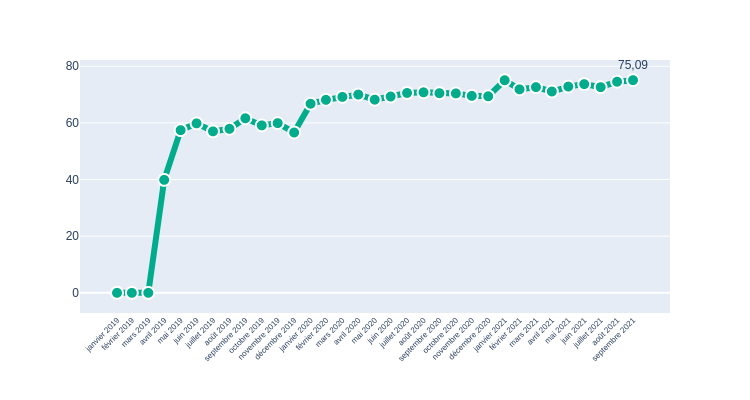 75,09
80
60
40
20
0
janvier 2019
février 2019
mars 2019
avril 2019
mai 2019
juin 2019
juillet 2019
août 2019
septembre 2019
octobre 2019
novembre 2019
décembre 2019
janvier 2020
février 2020
mars 2020
avril 2020
mai 2020
juin 2020
juillet 2020
août 2020
septembre 2020
octobre 2020
novembre 2020
décembre 2020
janvier 2021
février 2021
mars 2021
avril 2021
mai 2021
juin 2021
juillet 2021
août 2021
septembre 2021